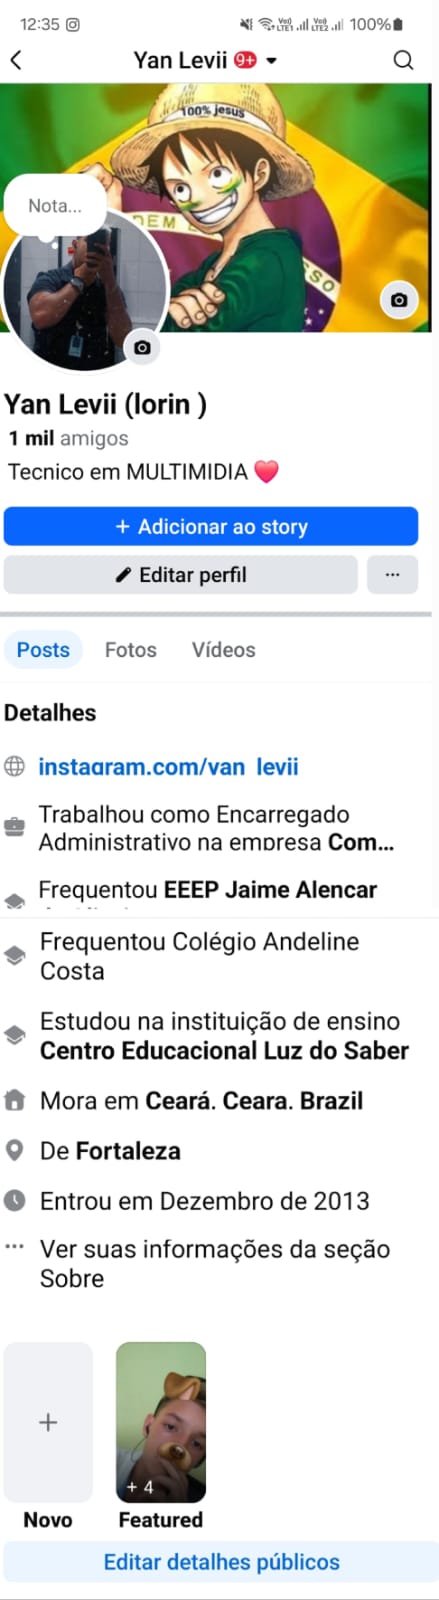 12:35
Vo) LTE1 Vo) LTE2 100%
Yan Levii 9+
100% jesus
Nota...
DEM
SO
Yan Levii (lorin )
1 mil amigos
Tecnico em MULTIMIDIA ❤️
+ Adicionar ao story
Editar perfil
...
Posts Fotos Vídeos
Detalhes
Trabalhou como Encarregado
Administrativo na empresa Com...
Frequentou EEEP Jaime Alencar
Frequentou Colégio Andeline
Costa
Estudou na instituição de ensino
Centro Educacional Luz do Saber
Mora em Ceará. Ceara. Brazil
De Fortaleza
Entrou em Dezembro de 2013
... Ver suas informações da seção
Sobre
+
+ 4
Novo Featured
Editar detalhes públicos